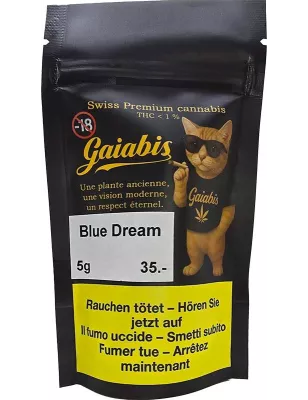 Swiss Premium cannabis
THC < 1 %
-18
Gaiabis
Une plante ancienne,
une vision moderne,
un respect éternel.
Gaiabis
Blue Dream
5g 35.-
Rauchen tötet – Hören Sie
jetzt auf
Il fumo uccide – Smetti subito
Fumer tue – Arrêtez
maintenant